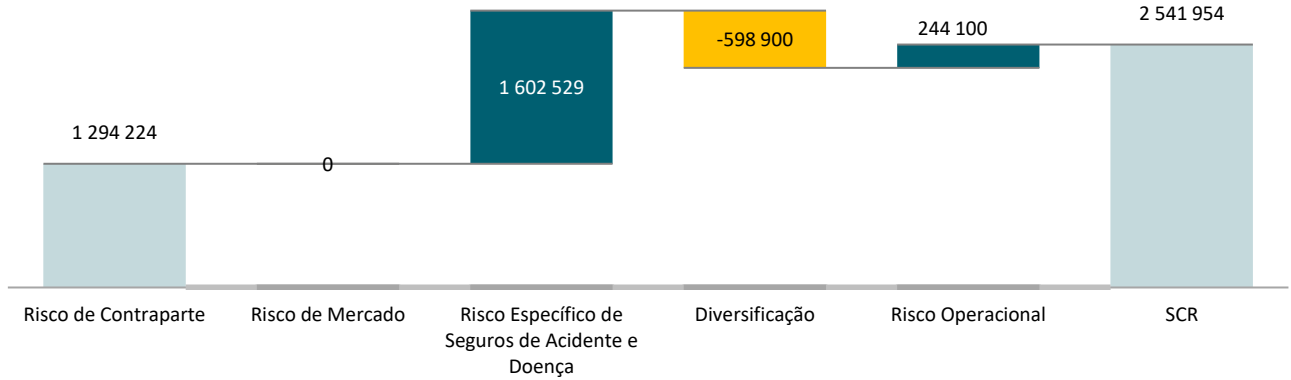 1 294 224
0
1 602 529
-598 900
244 100
2 541 954
Risco de Contraparte
Risco de Mercado
Risco Específico de
Seguros de Acidente e
Doença
Diversificação
Risco Operacional
SCR